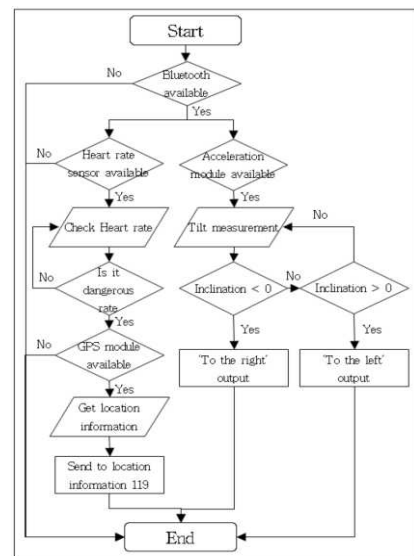 Start
No
Bluetooth
available
Yes
No
Heart rate
sensor available
Acceleration
module available
Yes
Yes
No
Check Heart rate
Tilt measurement
No
Is it
dangerous
rate
Inclination < 0
No
Inclination > 0
Yes
No
GPS module
available
Yes
Yes
'To the right'
output
'To the left'
output
Yes
Get location
information
Send to location
information 119
End